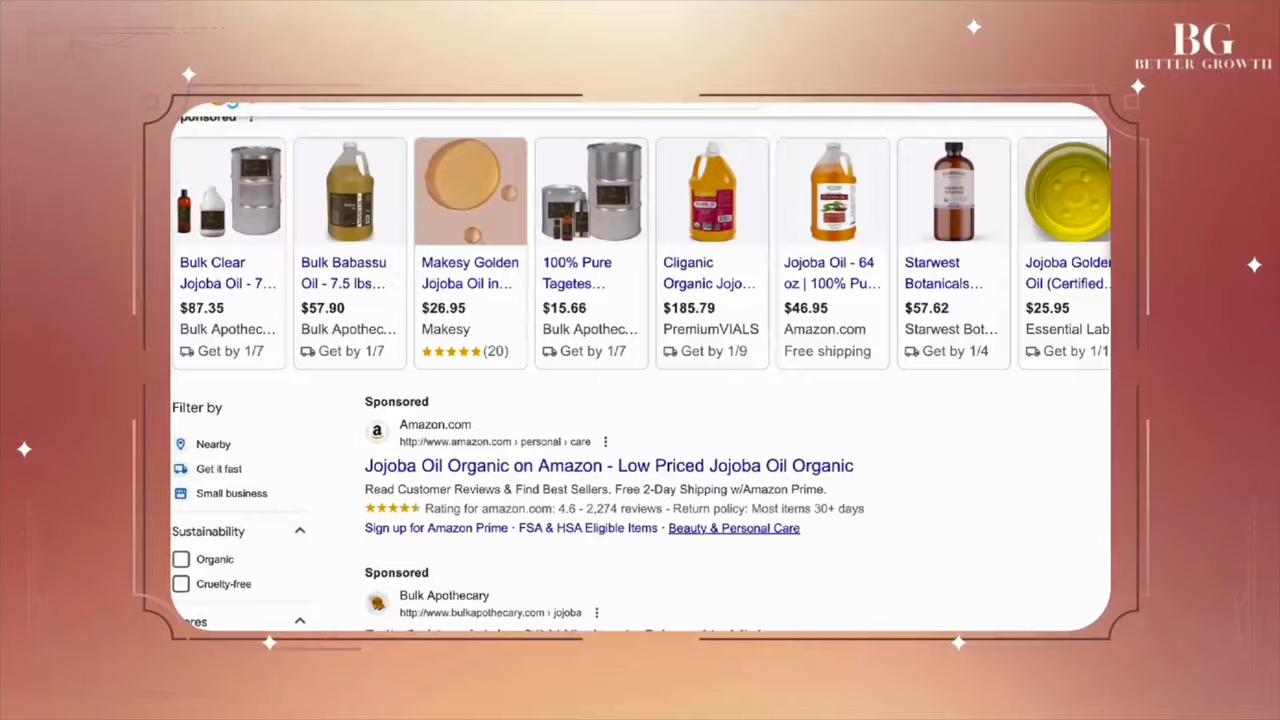 BG
BETTER GROWTH
ponsored
Bulk Clear
Jojoba Oil - 7...
$87.35
Bulk Apothec...
Get by 1/7
Bulk Babassu
Oil - 7.5 lbs...
$57.90
Bulk Apothec...
Get by 1/7
Makesy Golden
Jojoba Oil in...
$26.95
Makesy
(20)
100% Pure
Tagetes...
$15.66
Bulk Apothec...
Get by 1/7
Cliganic
Organic Jojo...
$185.79
PremiumVIALS
Get by 1/9
Jojoba Oil - 64
oz | 100% Pu...
$46.95
Amazon.com
Free shipping
Starwest
Botanicals...
$57.62
Starwest Bot...
Get by 1/4
Jojoba Golden
Oil (Certified...
$25.95
Essential Lab
Get by 1/1
Filter by
Nearby
Get it fast
Small business
Sustainability
Organic
Cruelty-free
ores
Sponsored
a
Amazon.com
http://www.amazon.com › personal › care
Jojoba Oil Organic on Amazon - Low Priced Jojoba Oil Organic
Read Customer Reviews & Find Best Sellers. Free 2-Day Shipping w/Amazon Prime.
Rating for amazon.com: 4.6 - 2,274 reviews - Return policy: Most items 30+ days
Sign up for Amazon Prime · FSA & HSA Eligible Items · Beauty & Personal Care
Sponsored
Bulk Apothecary
http://www.bulkapothecary.com › jojoba